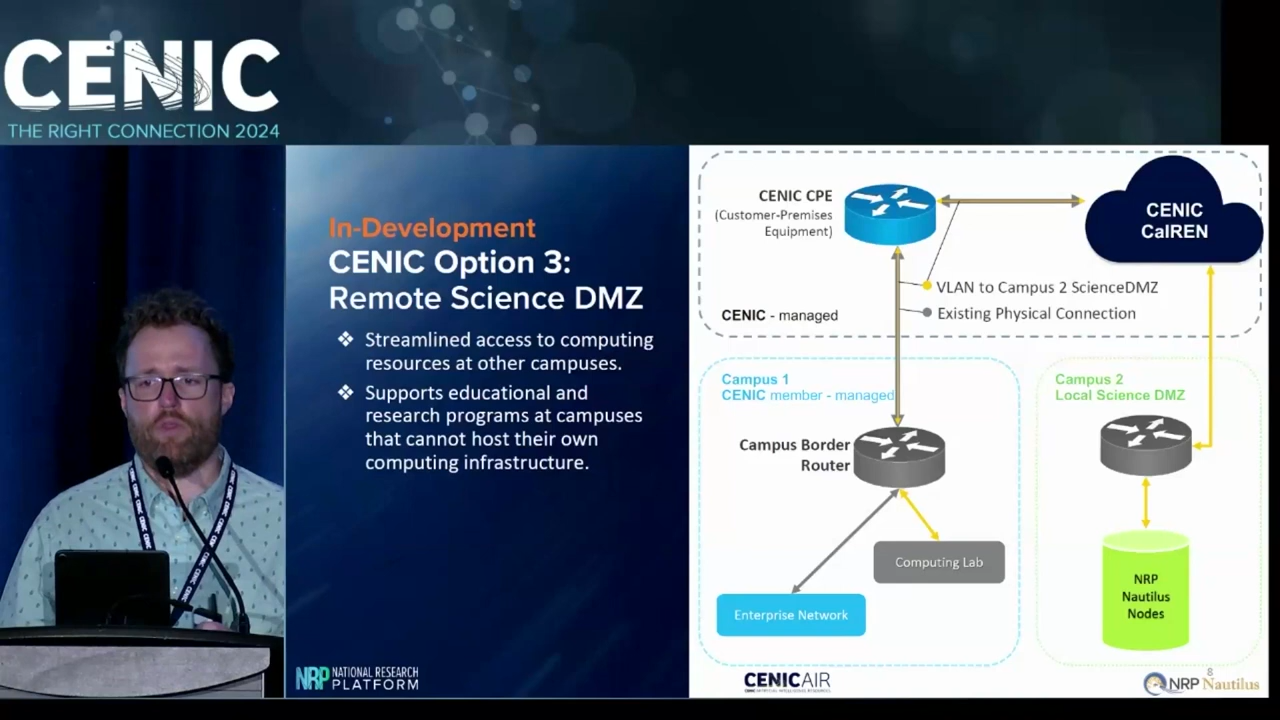 CENIC
THE RIGHT CONNECTION 2024
In-Development
CENIC Option 3:
Remote Science DMZ
❖ Streamlined access to computing
resources at other campuses.
❖ Supports educational and
research programs at campuses
that cannot host their own
computing infrastructure.
NRP NATIONAL RESEARCH
PLATFORM
CENIC CPE
(Customer-Premises
Equipment)
CENIC
CalREN
VLAN to Campus 2 ScienceDMZ
Existing Physical Connection
CENIC - managed
Campus 1
CENIC member - managed
Campus Border
Router
Computing Lab
Enterprise Network
Campus 2
Local Science DMZ
NRP
Nautilus
Nodes
CENICAIR
8
NRP Nautilus